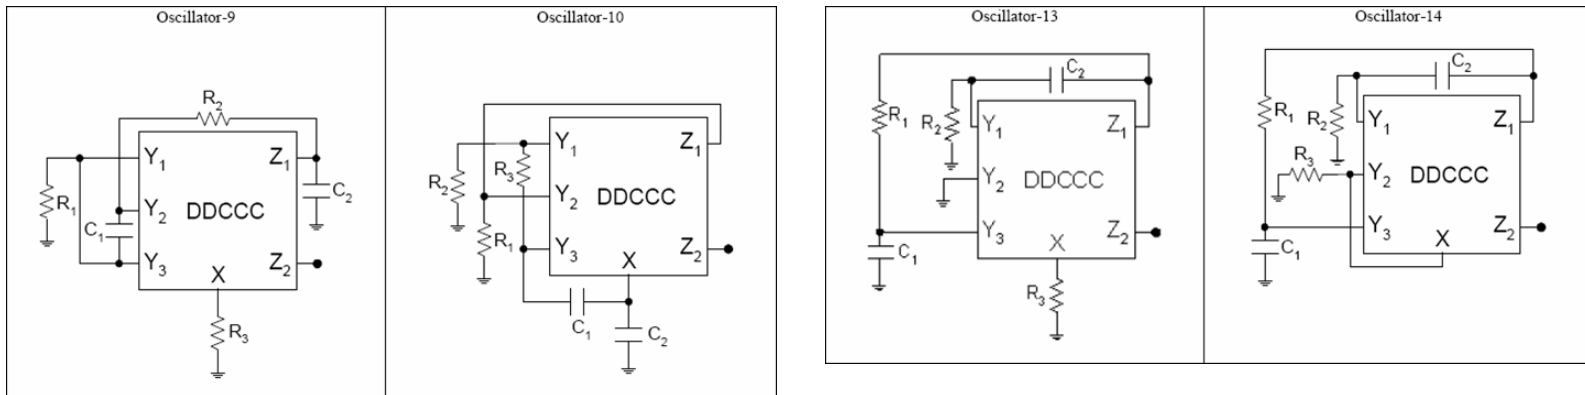 Oscillator-9
R2
Y1
Z1
R1
Y2
DDCCC
C2
C1
Y3
X
Z2
R3
Oscillator-10
Y1
Z1
R3
R2
Y2
DDCCC
R1
Y3
X
Z2
C1
C2
Oscillator-13
C2
R1
R2
Y1
Z1
Y2
DDCCC
Y3
X
Z2
C1
R3
Oscillator-14
C2
R1
R2
Y1
Z1
R3
Y2
DDCCC
Y3
X
Z2
C1